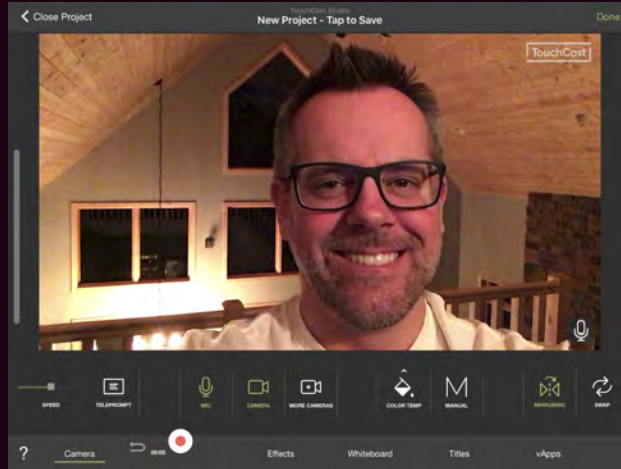 TouchCast Studio
Close Project
New Project - Tap to Save
Done
TouchCast
SPEED
TELEPROMPT
MIC
CAMERA
MORE CAMERAS
COLOR TEMP
MANUAL
MIRRORING
SWAP
?
Camera
00:00
Effects
Whiteboard
Titles
vApps